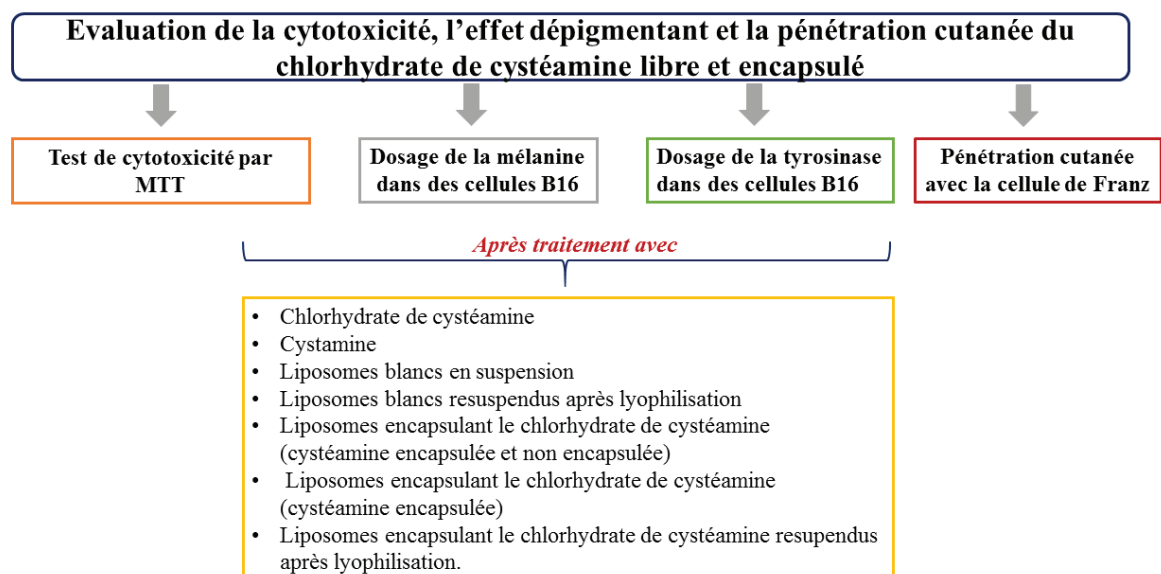 Evaluation de la cytotoxicité, l’effet dépigmentant et la pénétration cutanée du
chlorhydrate de cystéamine libre et encapsulé
Test de cytotoxicité par
MTT
Dosage de la mélanine
dans des cellules B16
Dosage de la tyrosinase
dans des cellules B16
Pénétration cutanée
avec la cellule de Franz
Après traitement avec
• Chlorhydrate de cystéamine
• Cystamine
• Liposomes blancs en suspension
• Liposomes blancs resuspendus après lyophilisation
• Liposomes encapsulant le chlorhydrate de cystéamine
(cystéamine encapsulée et non encapsulée)
• Liposomes encapsulant le chlorhydrate de cystéamine
(cystéamine encapsulée)
• Liposomes encapsulant le chlorhydrate de cystéamine resupendus
après lyophilisation.